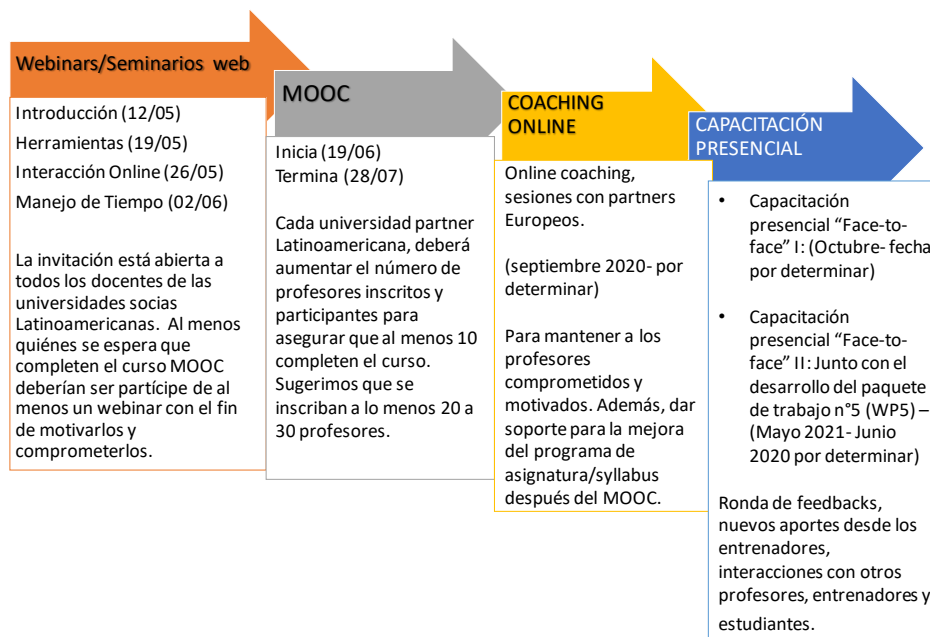 Webinars/Seminarios web
Introducción (12/05)
Herramientas (19/05)
Interacción Online (26/05)
Manejo de Tiempo (02/06)
La invitación está abierta a
todos los docentes de las
universidades socias
Latinoamericanas. Al menos
quiénes se espera que
completen el curso MOOC
deberían ser partícipe de al
menos un webinar con el fin
de motivarlos y
comprometerlos.
MOOC
Inicia (19/06)
Termina (28/07)
Cada universidad partner
Latinoamericana, deberá
aumentar el número de
profesores inscritos y
participantes para
asegurar que al menos 10
completen el curso.
Sugerimos que se
inscriban a lo menos 20 a
30 profesores.
COACHING
ONLINE
Online coaching,
sesiones con partners
Europeos.
(septiembre 2020- por
determinar)
Para mantener a los
profesores
comprometidos y
motivados. Además, dar
soporte para la mejora
del programa de
asignatura/syllabus
después del MOOC.
CAPACITACIÓN
PRESENCIAL
• Capacitación
presencial “Face-to-
face” I: (Octubre- fecha
por determinar)
• Capacitación
presencial “Face-to-
face” II: Junto con el
desarrollo del paquete
de trabajo n°5 (WP5) –
(Mayo 2021- Junio
2020 por determinar)
Ronda de feedbacks,
nuevos aportes desde los
entrenadores,
interacciones con otros
profesores, entrenadores y
estudiantes.